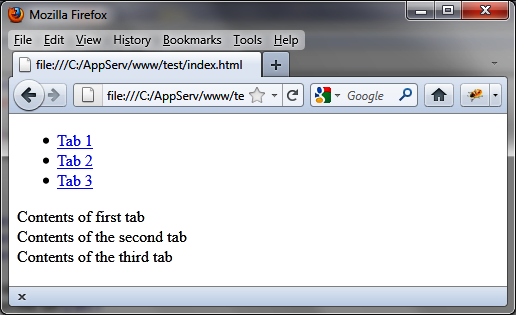 Mozilla Firefox
File Edit View History Bookmarks Tools Help
file:///C:/AppServ/www/test/index.html
file:///C:/AppServ/www/te Google
Tab 1
Tab 2
Tab 3
Contents of first tab
Contents of the second tab
Contents of the third tab
x